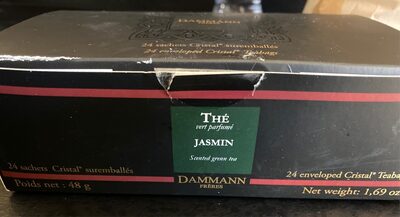 DAMMANN
24 sachets Cristal® suremballés
24 enveloped Cristal® Teabags
THÉ
vert parfumé
JASMIN
Scented green tea
24 sachets Cristal® suremballés
Poids net : 48 g
DAMMANN
FRÈRES
24 enveloped Cristal® Teaba
Net weight: 1,69 oz